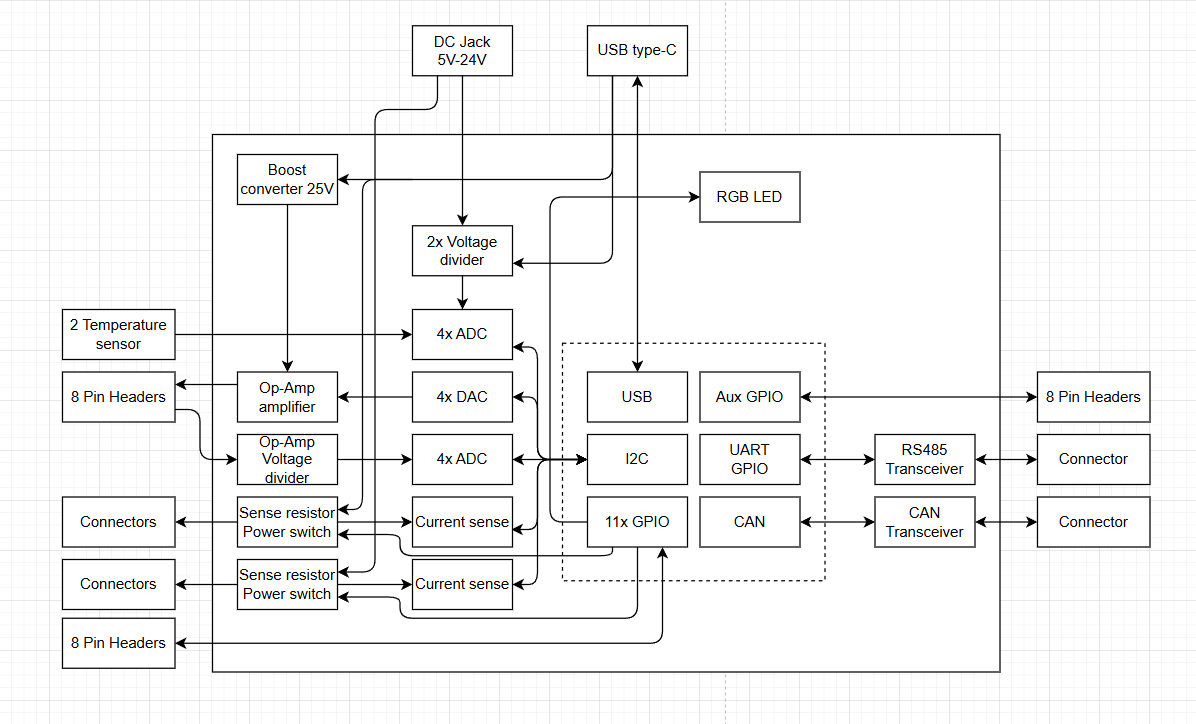 DC Jack
5V-24V
USB type-C
Boost
converter 25V
RGB LED
2x Voltage
divider
2 Temperature
sensor
4x ADC
8 Pin Headers
Op-Amp
amplifier
4x DAC
USB
Aux GPIO
8 Pin Headers
Op-Amp
Voltage
divider
4x ADC
I2C
UART
GPIO
RS485
Transceiver
Connector
Connectors
Sense resistor
Power switch
Current sense
11x GPIO
CAN
CAN
Transceiver
Connector
Connectors
Sense resistor
Power switch
Current sense
8 Pin Headers